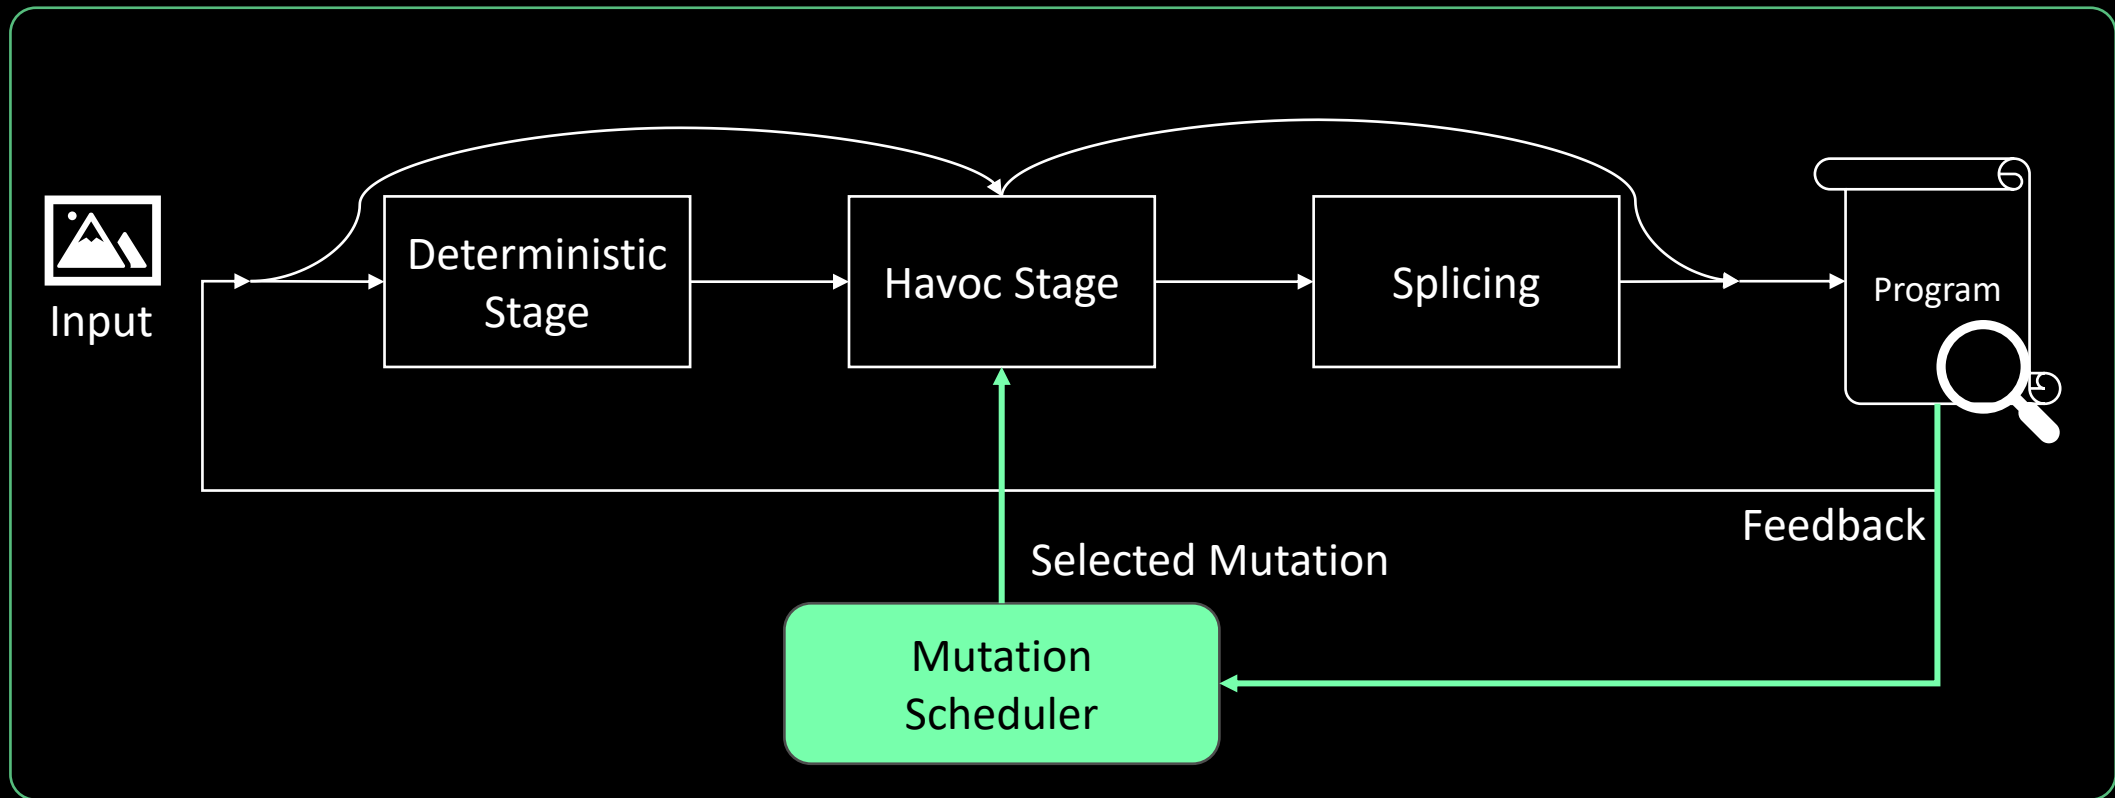 Input
Deterministic
Stage
Havoc Stage
Splicing
Program
Feedback
Selected Mutation
Mutation
Scheduler